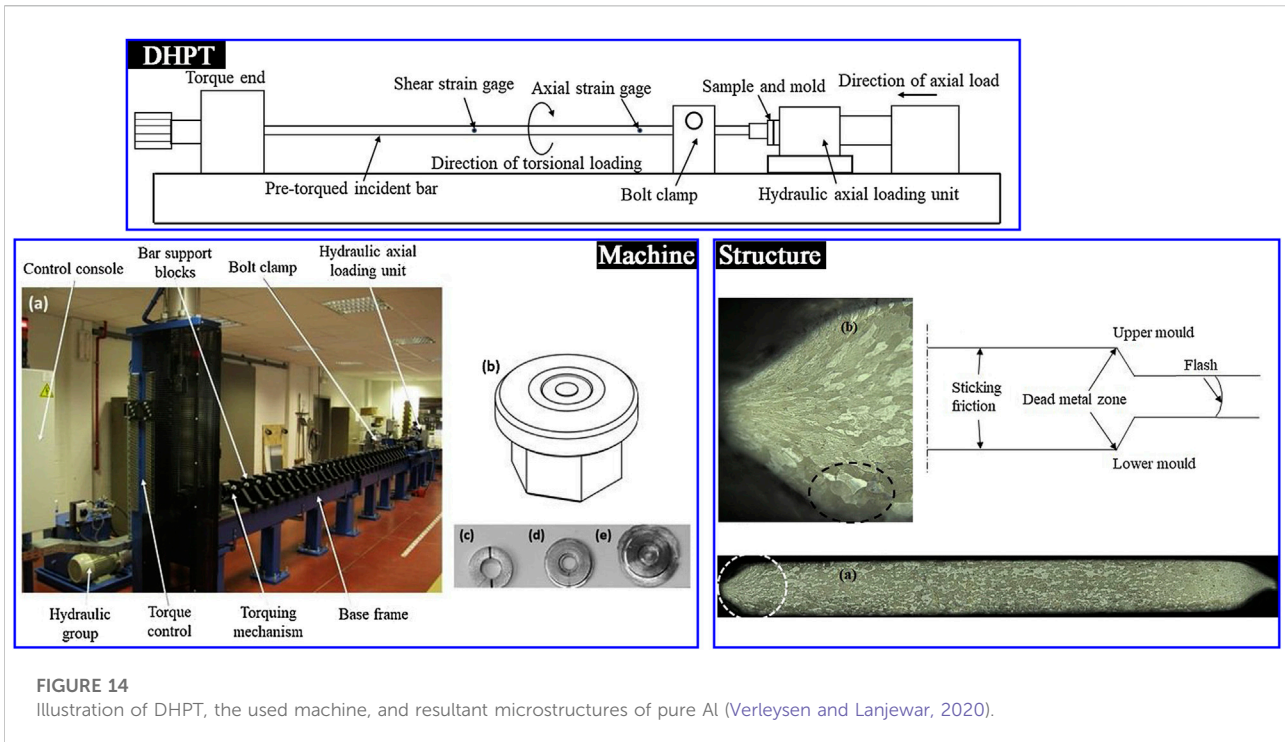 DHPT
Torque end
Shear strain gage
Axial strain gage
Sample and mold
Direction of axial load
Direction of torsional loading
Pre-torqued incident bar
Bolt clamp
Hydraulic axial loading unit
Machine
Control console
Bar support
blocks
Bolt clamp
Hydraulic axial
loading unit
(a)
(b)
(c)
(d)
(e)
Hydraulic
group
Torque
control
Torquing
mechanism
Base frame
Structure
(b)
Upper mould
Flash
Sticking
friction
Dead metal zone
Lower mould
(a)
FIGURE 14
Illustration of DHPT, the used machine, and resultant microstructures of pure Al (Verleysen and Lanjewar, 2020).